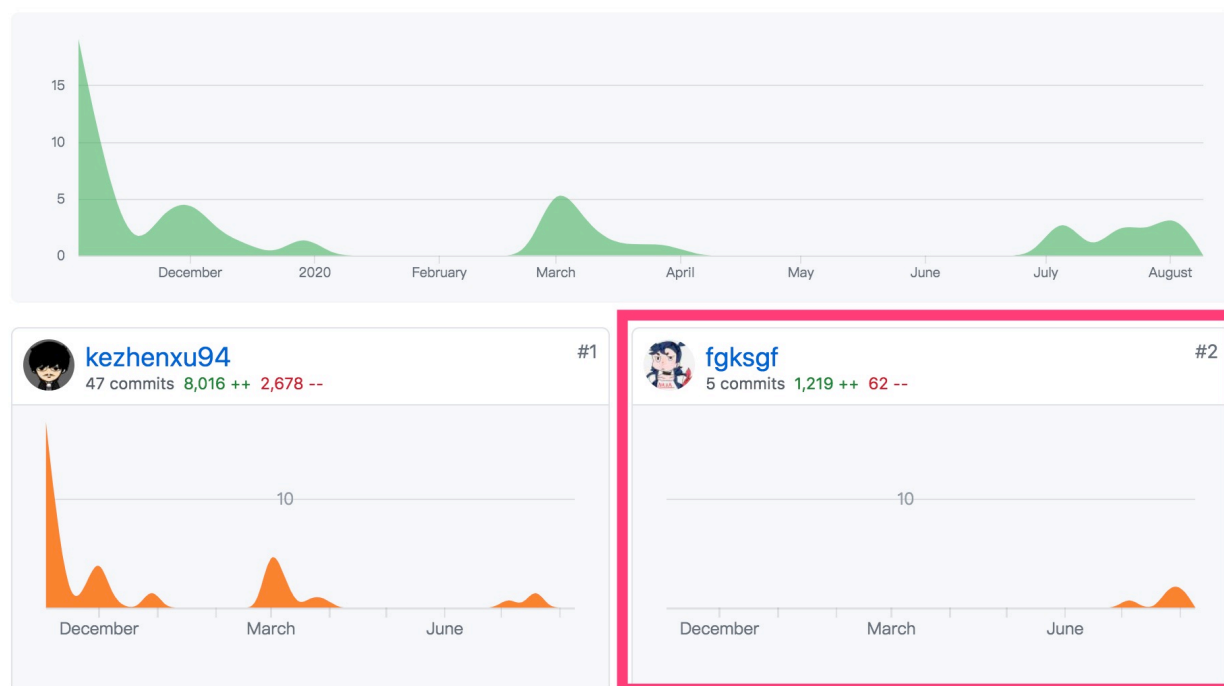 15
10
5
0
December 2020 February March April May June July August
kezhenxu94 #1
47 commits 8,016 ++ 2,678 --
10
December March June
fgksgf #2
5 commits 1,219 ++ 62 --
10
December March June